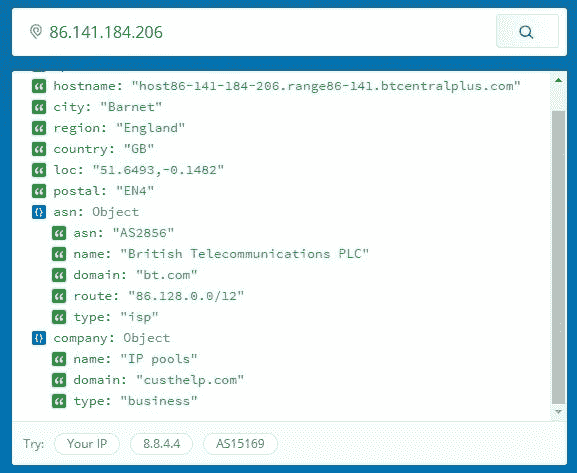 86.141.184.206
hostname: "host86-141-184-206.range86-141.btcentralplus.com"
city: "Barnet"
region: "England"
country: "GB"
loc: "51.6493,-0.1482"
postal: "EN4"
asn: Object
asn: "AS2856"
name: "British Telecommunications PLC"
domain: "bt.com"
route: "86.128.0.0/12"
type: "isp"
company: Object
name: "IP pools"
domain: "custhelp.com"
type: "business"
Try: Your IP 8.8.4.4 AS15169